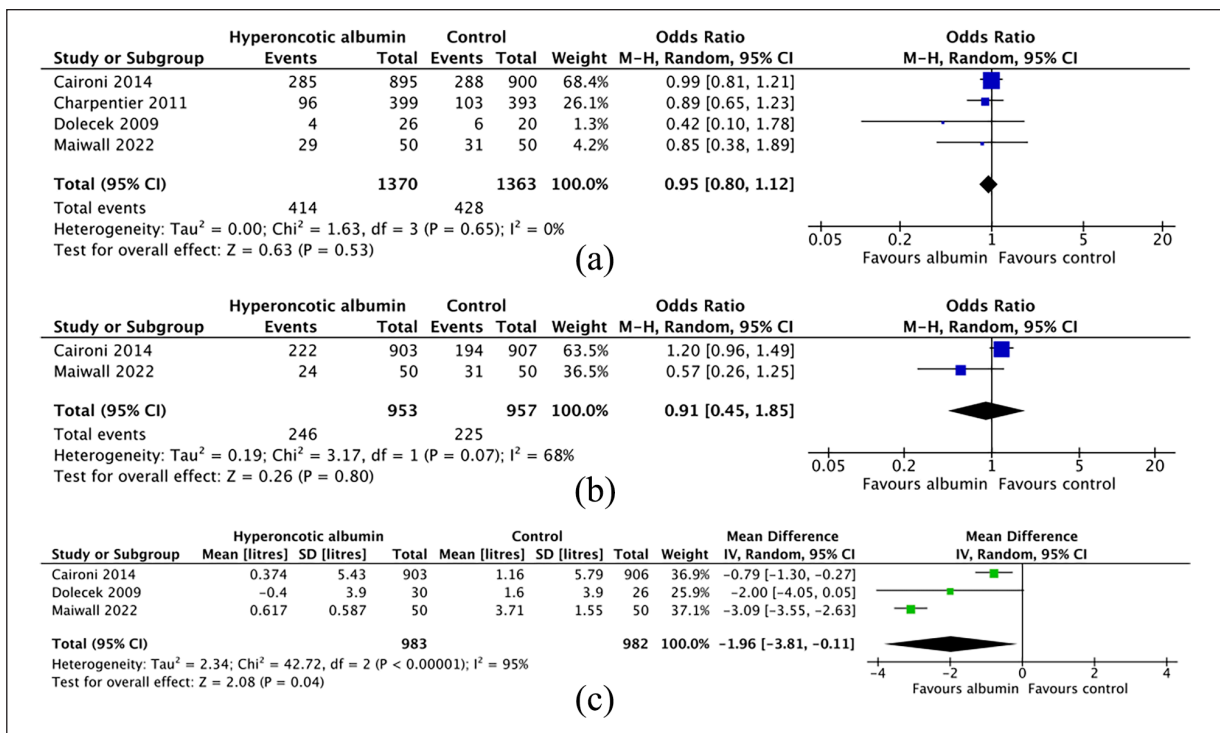 Hyperoncotic albumin Control Odds Ratio Odds Ratio
Study or Subgroup Events Total Events Total Weight M-H, Random, 95% CI M-H, Random, 95% CI
Caironi 2014 285 895 288 900 68.4% 0.99 [0.81, 1.21]
Charpentier 2011 96 399 103 393 26.1% 0.89 [0.65, 1.23]
Dolecek 2009 4 26 6 20 1.3% 0.42 [0.10, 1.78]
Maiwall 2022 29 50 31 50 4.2% 0.85 [0.38, 1.89]
Total (95% CI) 1370 1363 100.0% 0.95 [0.80, 1.12]
Total events 414 428
Heterogeneity: Tau² = 0.00; Chi² = 1.63, df = 3 (P = 0.65); I² = 0%
Test for overall effect: Z = 0.63 (P = 0.53)
0.05 0.2 1 5 20
Favours albumin Favours control
(a)
Hyperoncotic albumin Control Odds Ratio Odds Ratio
Study or Subgroup Events Total Events Total Weight M-H, Random, 95% CI M-H, Random, 95% CI
Caironi 2014 222 903 194 907 63.5% 1.20 [0.96, 1.49]
Maiwall 2022 24 50 31 50 36.5% 0.57 [0.26, 1.25]
Total (95% CI) 953 957 100.0% 0.91 [0.45, 1.85]
Total events 246 225
Heterogeneity: Tau² = 0.19; Chi² = 3.17, df = 1 (P = 0.07); I² = 68%
Test for overall effect: Z = 0.26 (P = 0.80)
0.05 0.2 1 5 20
Favours albumin Favours control
(b)
Hyperoncotic albumin Control Mean Difference Mean Difference
Study or Subgroup Mean [litres] SD [litres] Total Mean [litres] SD [litres] Total Weight IV, Random, 95% CI IV, Random, 95% CI
Caironi 2014 0.374 5.43 903 1.16 5.79 906 36.9% −0.79 [−1.30, −0.27]
Dolecek 2009 −0.4 3.9 30 1.6 3.9 26 25.9% −2.00 [−4.05, 0.05]
Maiwall 2022 0.617 0.587 50 3.71 1.55 50 37.1% −3.09 [−3.55, −2.63]
Total (95% CI) 983 982 100.0% −1.96 [−3.81, −0.11]
Heterogeneity: Tau² = 2.34; Chi² = 42.72, df = 2 (P < 0.00001); I² = 95%
Test for overall effect: Z = 2.08 (P = 0.04)
−4 −2 0 2 4
Favours albumin Favours control
(c)